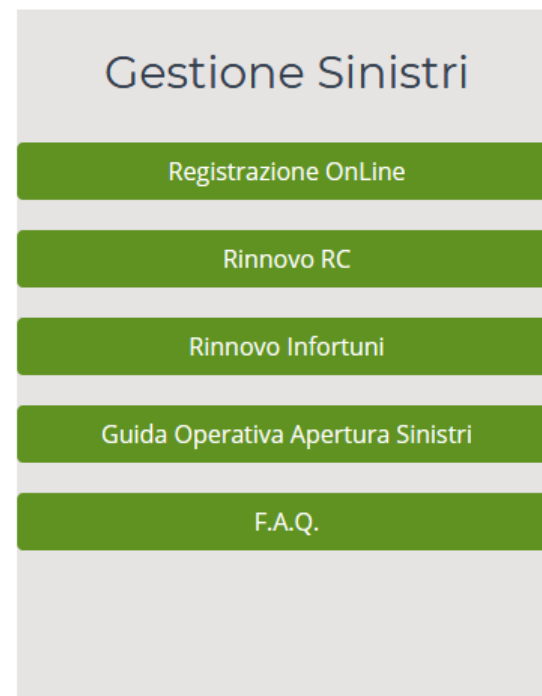 Gestione Sinistri
Registrazione OnLine
Rinnovo RC
Rinnovo Infortuni
Guida Operativa Apertura Sinistri
F.A.Q.